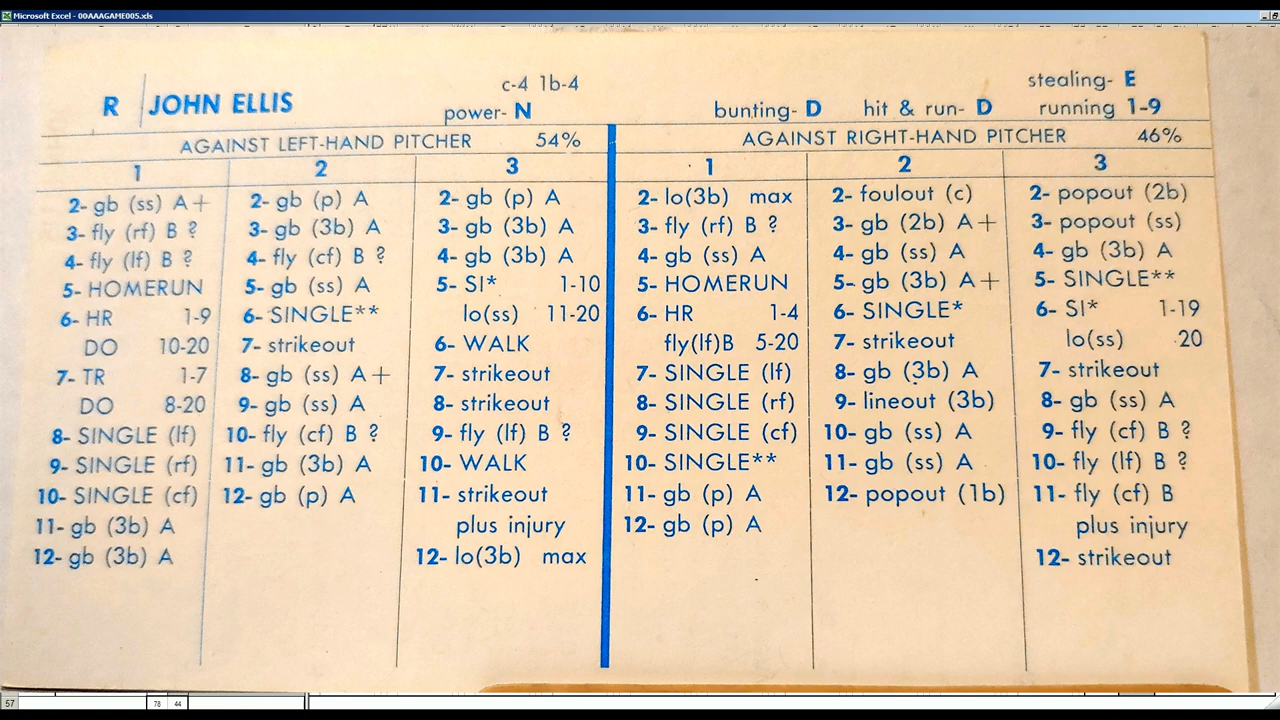 Microsoft Excel - 00AAAGAME005.xls
R JOHN ELLIS
c-4 1b-4
power- N
bunting- D
hit & run- D
stealing- E
running 1-9
AGAINST LEFT-HAND PITCHER 54%
1
2- gb (ss) A+
3- fly (rf) B ?
4- fly (lf) B ?
5- HOMERUN
6- HR 1-9
DO 10-20
7- TR 1-7
DO 8-20
8- SINGLE (lf)
9- SINGLE (rf)
10- SINGLE (cf)
11- gb (3b) A
12- gb (3b) A
2
2- gb (p) A
3- gb (3b) A
4- fly (cf) B ?
5- gb (ss) A
6- SINGLE**
7- strikeout
8- gb (ss) A+
9- gb (ss) A
10- fly (cf) B ?
11- gb (3b) A
12- gb (p) A
3
2- gb (p) A
3- gb (3b) A
4- gb (3b) A
5- SI* 1-10
lo(ss) 11-20
6- WALK
7- strikeout
8- strikeout
9- fly (lf) B ?
10- WALK
11- strikeout
plus injury
12- lo(3b) max
AGAINST RIGHT-HAND PITCHER 46%
1
2- lo(3b) max
3- fly (rf) B ?
4- gb (ss) A
5- HOMERUN
6- HR 1-4
fly(lf)B 5-20
7- SINGLE (lf)
8- SINGLE (rf)
9- SINGLE (cf)
10- SINGLE**
11- gb (p) A
12- gb (p) A
2
2- foulout (c)
3- gb (2b) A+
4- gb (ss) A
5- gb (3b) A+
6- SINGLE*
7- strikeout
8- gb (3b) A
9- lineout (3b)
10- gb (ss) A
11- gb (ss) A
12- popout (1b)
3
2- popout (2b)
3- popout (ss)
4- gb (3b) A
5- SINGLE**
6- SI* 1-19
lo(ss) 20
7- strikeout
8- gb (ss) A
9- fly (cf) B ?
10- fly (lf) B ?
11- fly (cf) B
plus injury
12- strikeout
57 78 44